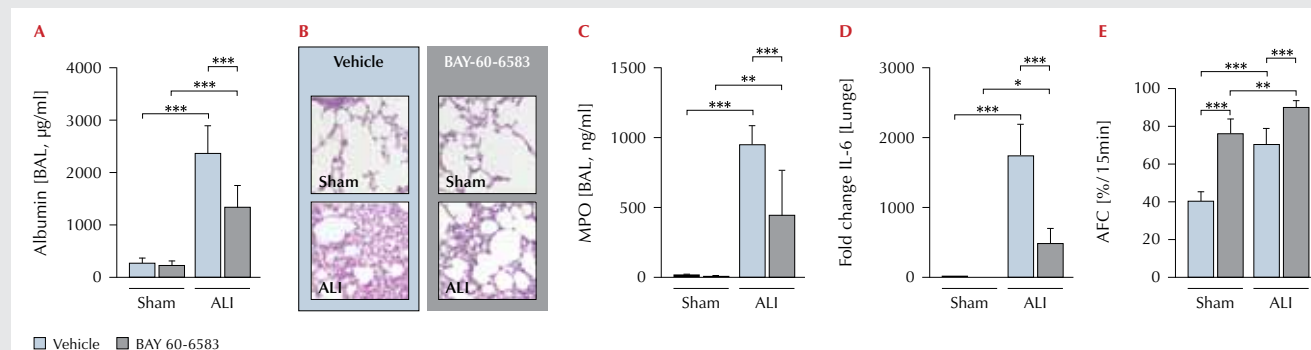 A
Albumin [BAL, µg/ml]
4000
3000
2000
1000
0
***
***
***
Sham
ALI
B
Vehicle
BAY-60-6583
Sham
Sham
ALI
ALI
C
MPO [BAL, ng/ml]
1500
1000
500
0
***
**
***
Sham
ALI
D
Fold change IL-6 [Lunge]
3000
2000
1000
0
***
*
***
Sham
ALI
E
AFC [%/ 15min]
100
80
60
40
20
0
***
***
**
***
Sham
ALI
Vehicle
BAY 60-6583